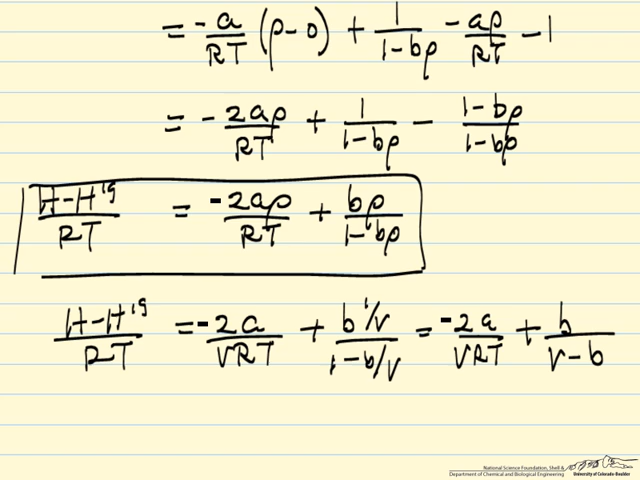 = -a/RT (ρ-0) + 1/1-bρ - aρ/RT - 1
= - 2aρ/RT + 1/1-bρ - 1-bρ/1-bρ
H-H^ig/RT = -2aρ/RT + bρ/1-bρ
H-H^ig/RT = -2a/VRT + b/V/1-b/V = -2a/VRT + b/V-b
National Science Foundation, Shell &
Department of Chemical and Biological Engineering
University of Colorado Boulder